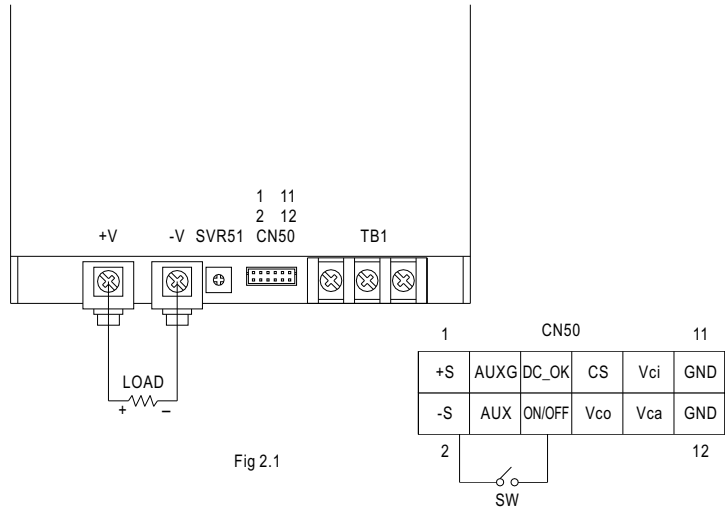 1 11
2 12
+V -V SVR51 CN50 TB1
LOAD
+ −
1 CN50 11
+S AUXG DC_OK CS Vci GND
-S AUX ON/OFF Vco Vca GND
2 12
SW
Fig 2.1